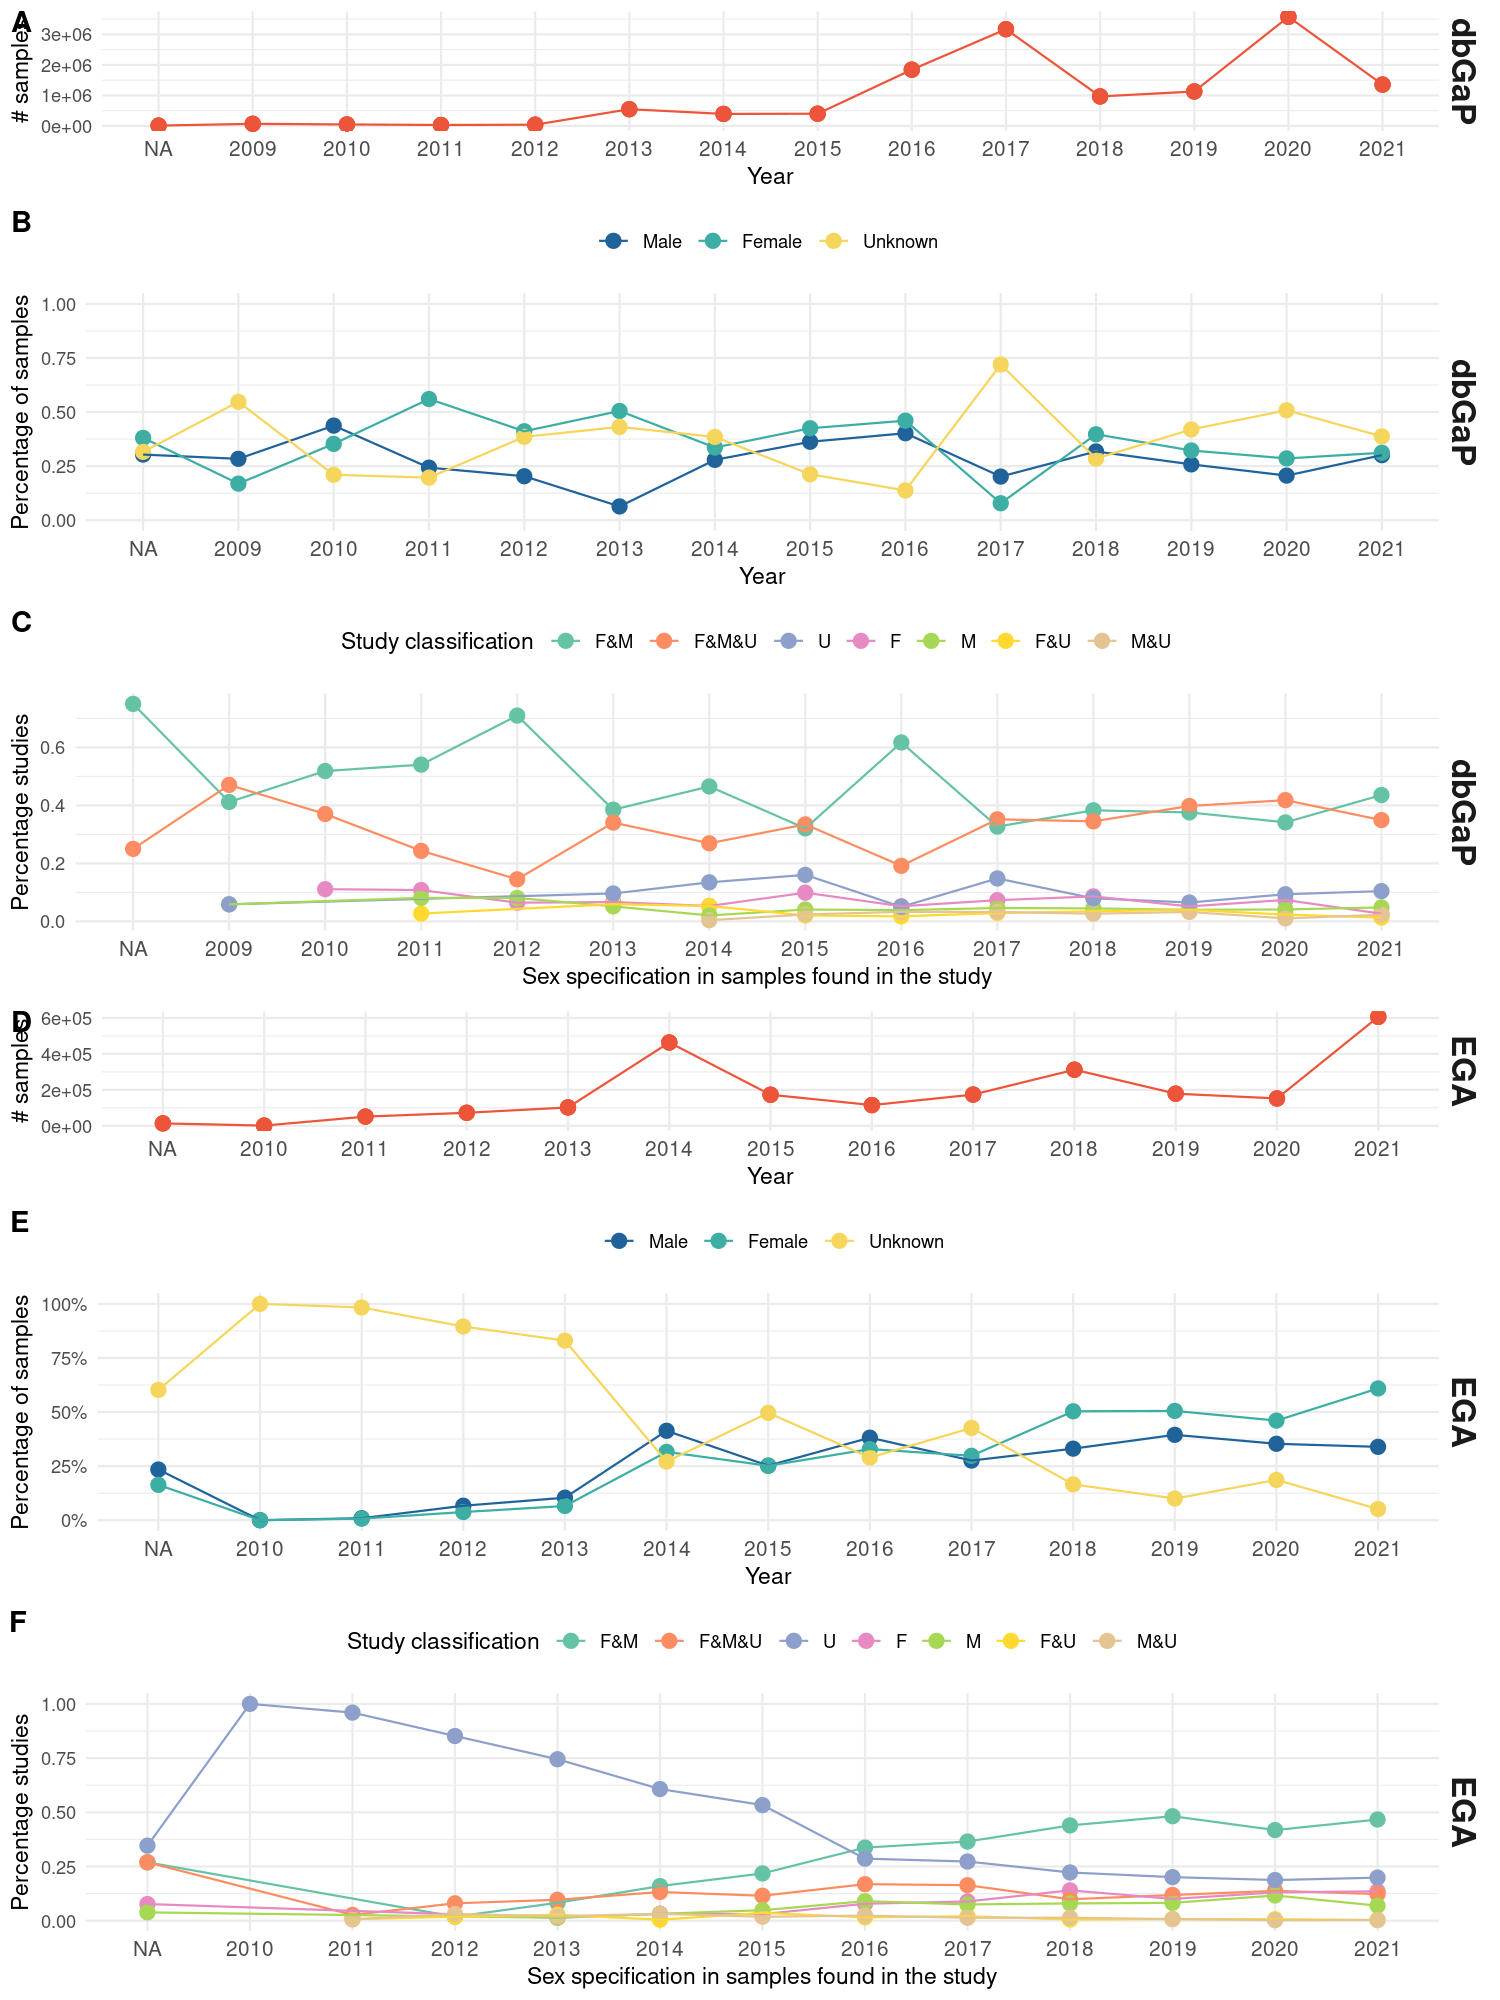 A
# samples
3e+06
2e+06
1e+06
0e+00
NA 2009 2010 2011 2012 2013 2014 2015 2016 2017 2018 2019 2020 2021
Year
dbGaP
B
Male Female Unknown
Percentage of samples
1.00
0.75
0.50
0.25
0.00
NA 2009 2010 2011 2012 2013 2014 2015 2016 2017 2018 2019 2020 2021
Year
dbGaP
C
Study classification F&M F&M&U U F M F&U M&U
Percentage studies
0.6
0.4
0.2
0.0
NA 2009 2010 2011 2012 2013 2014 2015 2016 2017 2018 2019 2020 2021
Sex specification in samples found in the study
dbGaP
D
# samples
6e+05
4e+05
2e+05
0e+00
NA 2010 2011 2012 2013 2014 2015 2016 2017 2018 2019 2020 2021
Year
EGA
E
Male Female Unknown
Percentage of samples
100%
75%
50%
25%
0%
NA 2010 2011 2012 2013 2014 2015 2016 2017 2018 2019 2020 2021
Year
EGA
F
Study classification F&M F&M&U U F M F&U M&U
Percentage studies
1.00
0.75
0.50
0.25
0.00
NA 2010 2011 2012 2013 2014 2015 2016 2017 2018 2019 2020 2021
Sex specification in samples found in the study
EGA